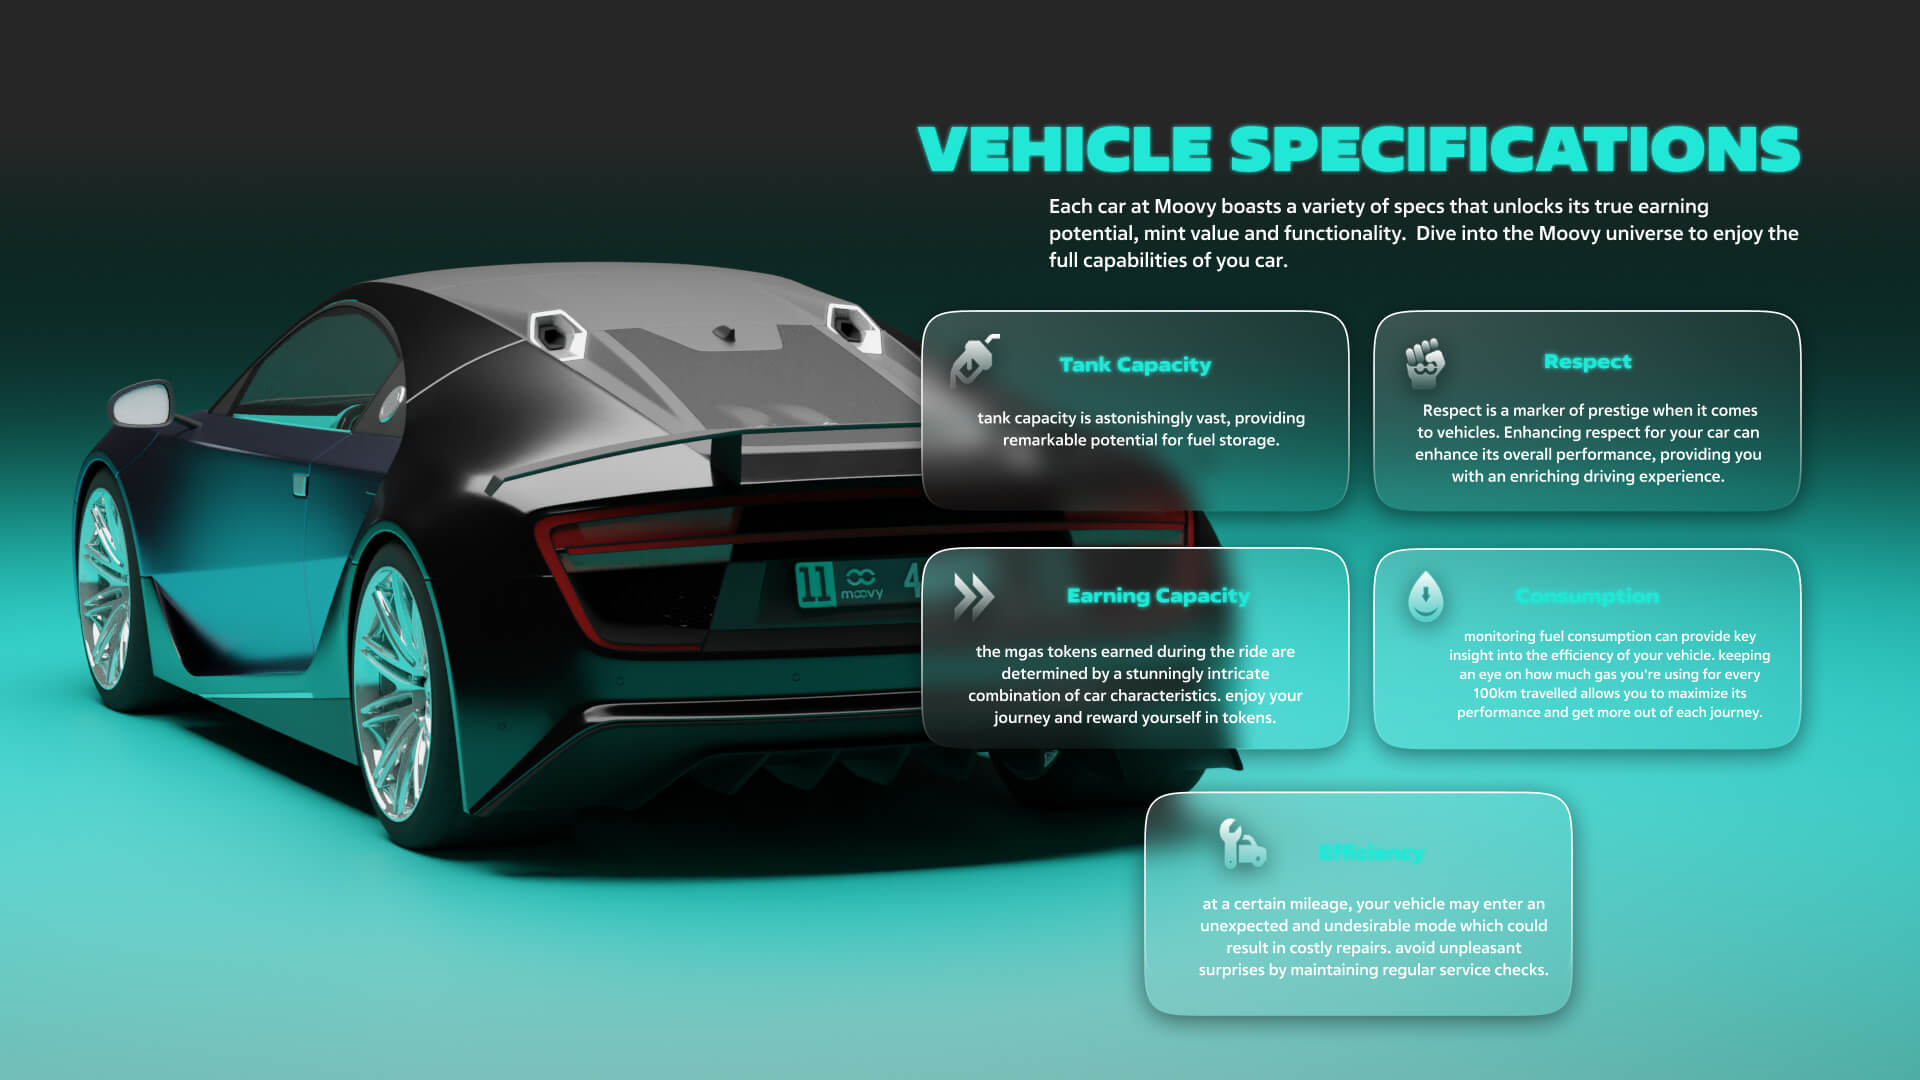 VEHICLE SPECIFICATIONS
Each car at Moovy boasts a variety of specs that unlocks its true earning
potential, mint value and functionality.  Dive into the Moovy universe to enjoy the
full capabilities of you car.
Tank Capacity
tank capacity is astonishingly vast, providing
remarkable potential for fuel storage.
Respect
Respect is a marker of prestige when it comes
to vehicles. Enhancing respect for your car can
enhance its overall performance, providing you
with an enriching driving experience.
11 moovy 4
Earning Capacity
the mgas tokens earned during the ride are
determined by a stunningly intricate
combination of car characteristics. enjoy your
journey and reward yourself in tokens.
Consumption
monitoring fuel consumption can provide key
insight into the efficiency of your vehicle. keeping
an eye on how much gas you're using for every
100km travelled allows you to maximize its
performance and get more out of each journey.
Efficiency
at a certain mileage, your vehicle may enter an
unexpected and undesirable mode which could
result in costly repairs. avoid unpleasant
surprises by maintaining regular service checks.